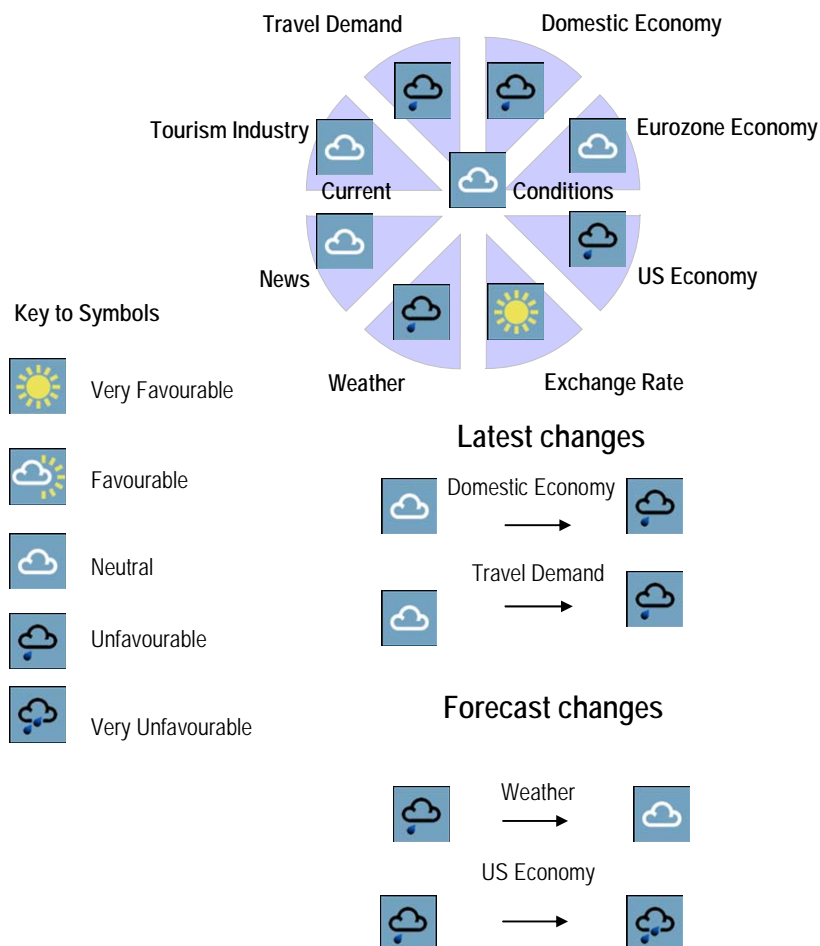 Travel Demand
Domestic Economy
Tourism Industry
Eurozone Economy
Current
Conditions
News
US Economy
Key to Symbols
Weather
Exchange Rate
Very Favourable
Favourable
Neutral
Unfavourable
Very Unfavourable
Latest changes
Domestic Economy
Travel Demand
Forecast changes
Weather
US Economy